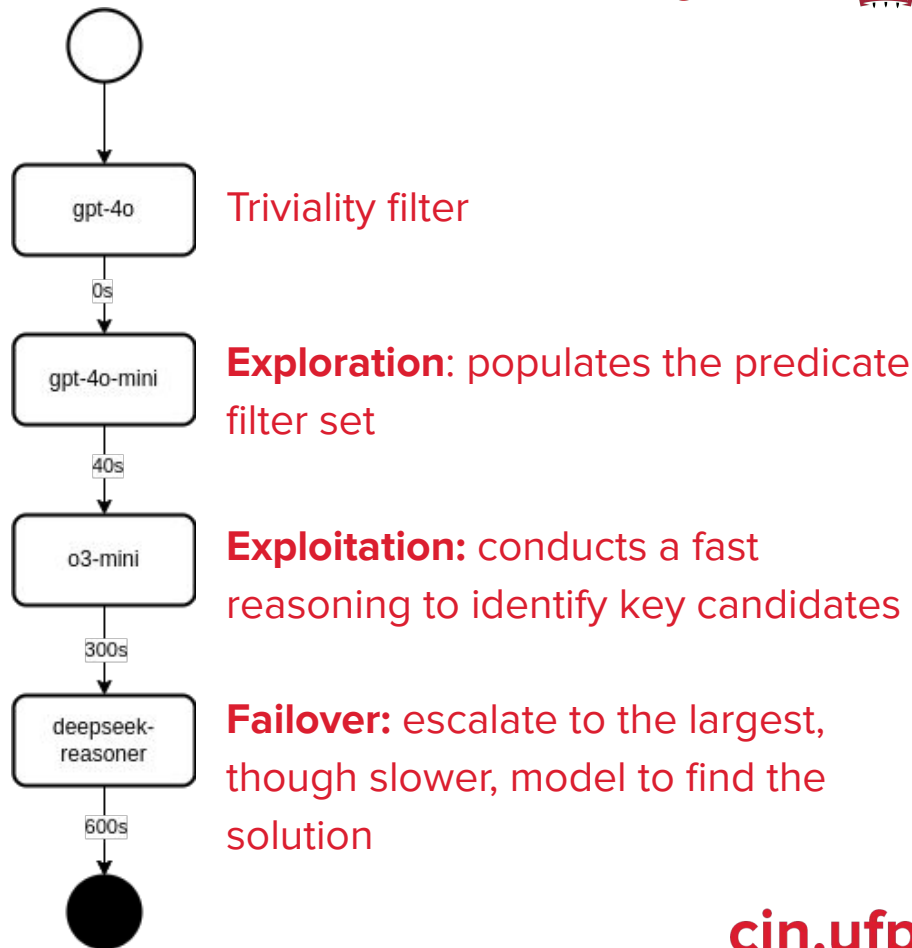 gpt-4o
Triviality filter
0s
gpt-4o-mini
Exploration: populates the predicate
filter set
40s
o3-mini
Exploitation: conducts a fast
reasoning to identify key candidates
300s
deepseek-
reasoner
Failover: escalate to the largest,
though slower, model to find the
solution
600s
cin.ufp